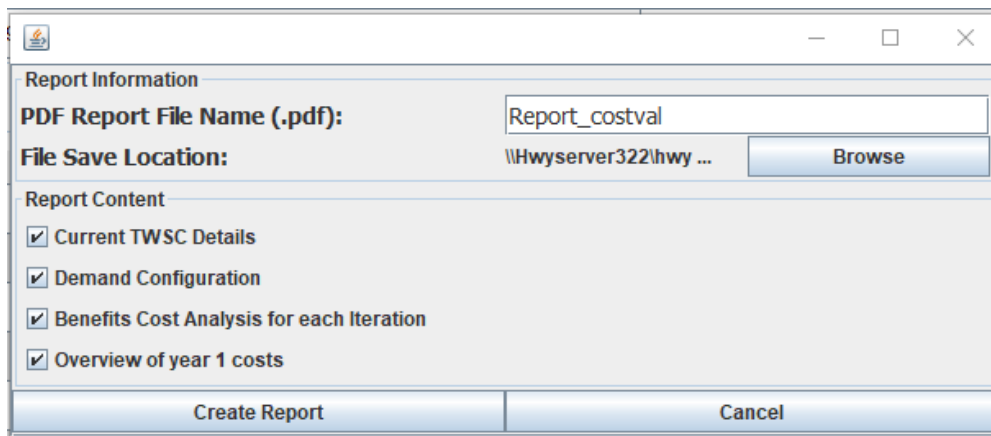 Report Information
PDF Report File Name (.pdf): Report_costval
File Save Location: \\Hwyserver322\hwy ... Browse
Report Content
Current TWSC Details
Demand Configuration
Benefits Cost Analysis for each Iteration
Overview of year 1 costs
Create Report Cancel